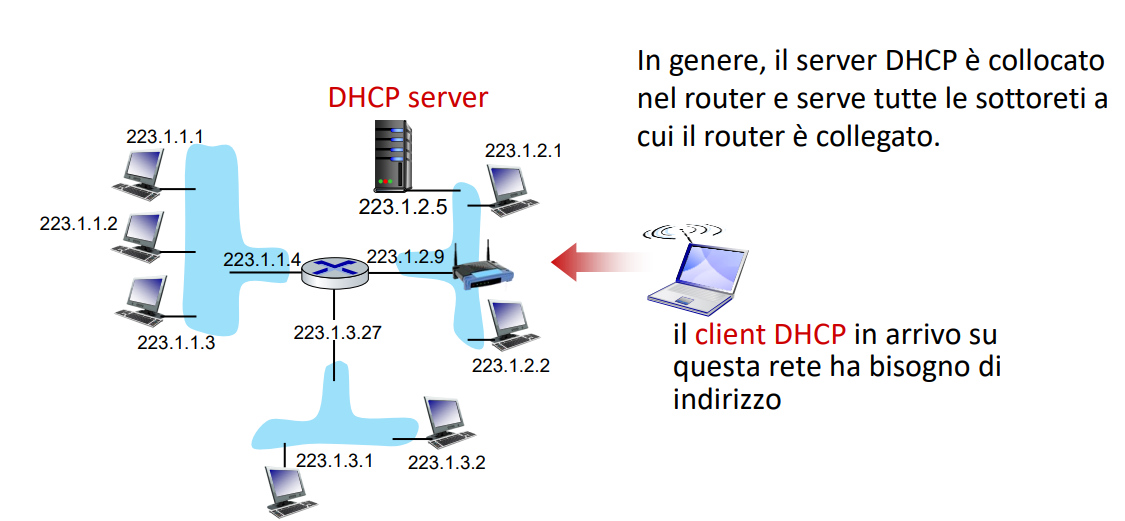 In genere, il server DHCP è collocato
nel router e serve tutte le sottoreti a
cui il router è collegato.
DHCP server
223.1.1.1
223.1.2.1
223.1.2.5
223.1.1.2
223.1.1.4
223.1.2.9
223.1.3.27
223.1.1.3
223.1.2.2
il client DHCP in arrivo su
questa rete ha bisogno di
indirizzo
223.1.3.1
223.1.3.2